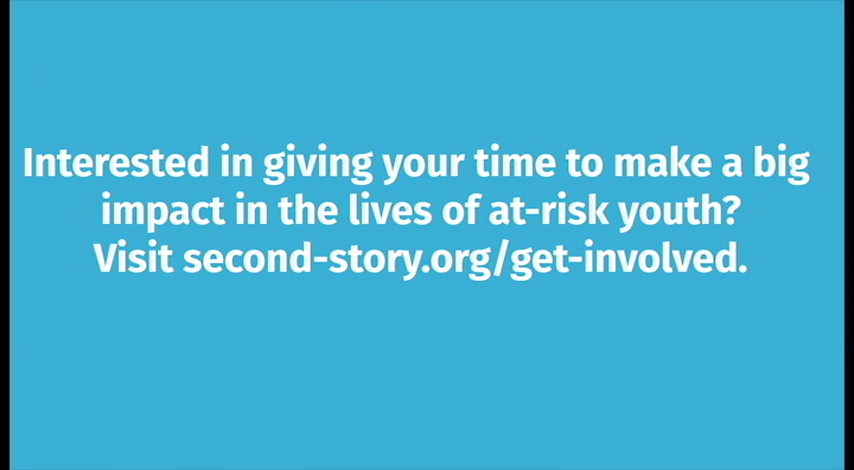 Interested in giving your time to make a big
impact in the lives of at-risk youth?
Visit second-story.org/get-involved.